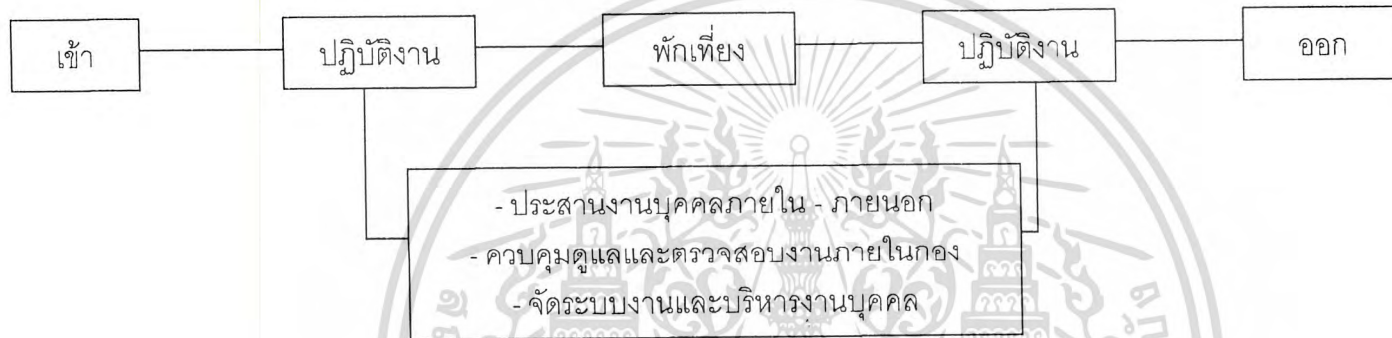 เข้า
ปฏิบัติงาน
พักเที่ยง
ปฏิบัติงาน
ออก
- ประสานงานบุคคลภายใน - ภายนอก
- ควบคุมดูแลและตรวจสอบงานภายในกอง
- จัดระบบงานและบริหารงานบุคคล